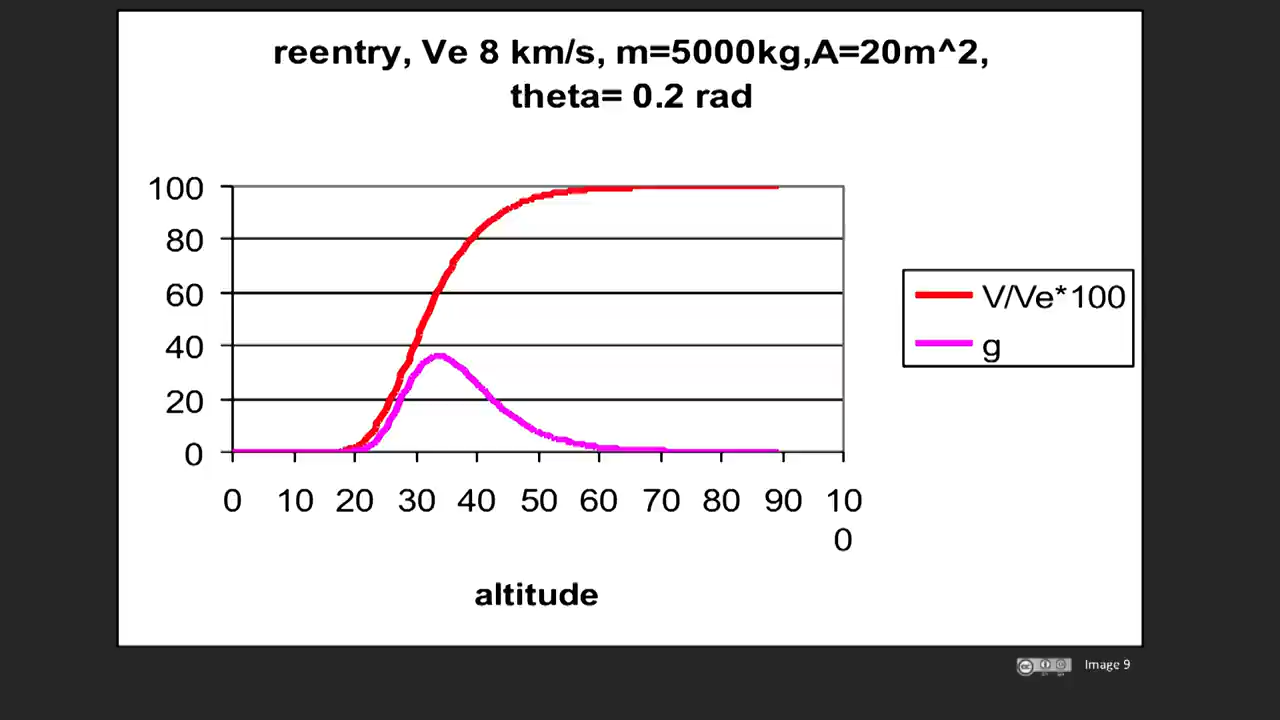 reentry, Ve 8 km/s, m=5000kg,A=20m^2,
theta= 0.2 rad
100
80
60
40
20
0
V/Ve*100
g
0 10 20 30 40 50 60 70 80 90 10
0
altitude
cc
Image 9